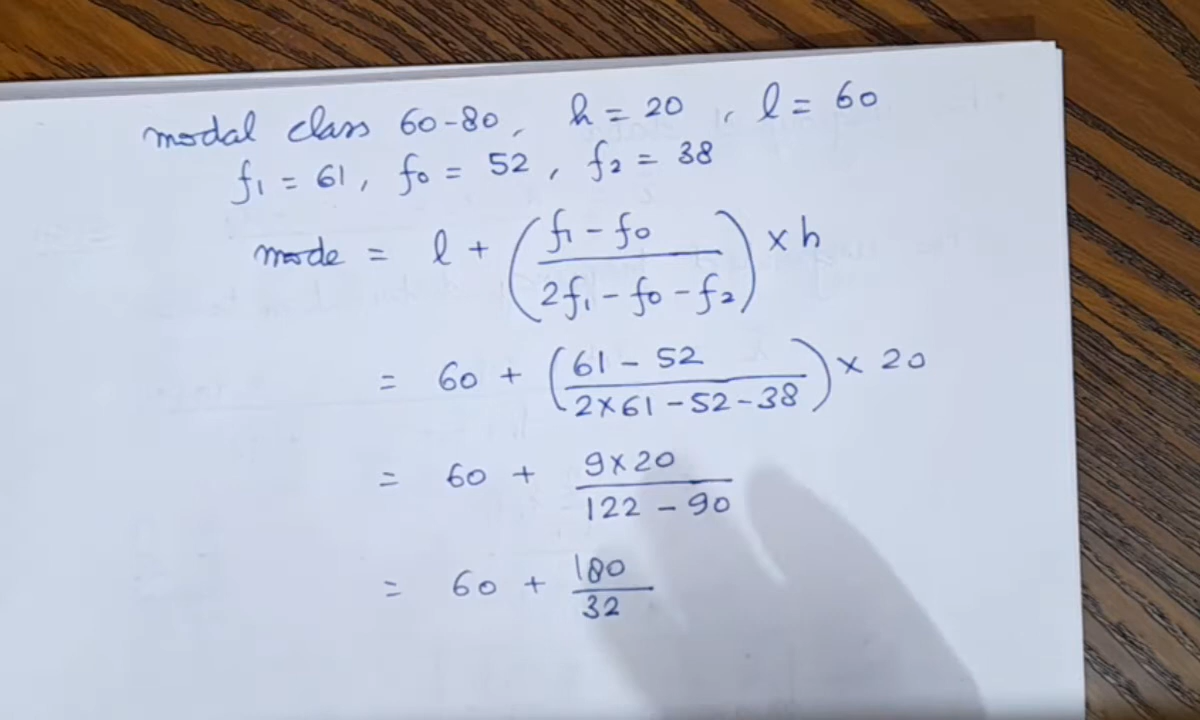 modal class 60-80, h = 20, l = 60
f₁ = 61, f₀ = 52, f₂ = 38
mode = l + ((f₁ - f₀)/(2f₁ - f₀ - f₂)) × h
= 60 + ((61 - 52)/(2×61-52-38)) × 20
= 60 + (9×20)/(122 - 90)
= 60 + 180/32